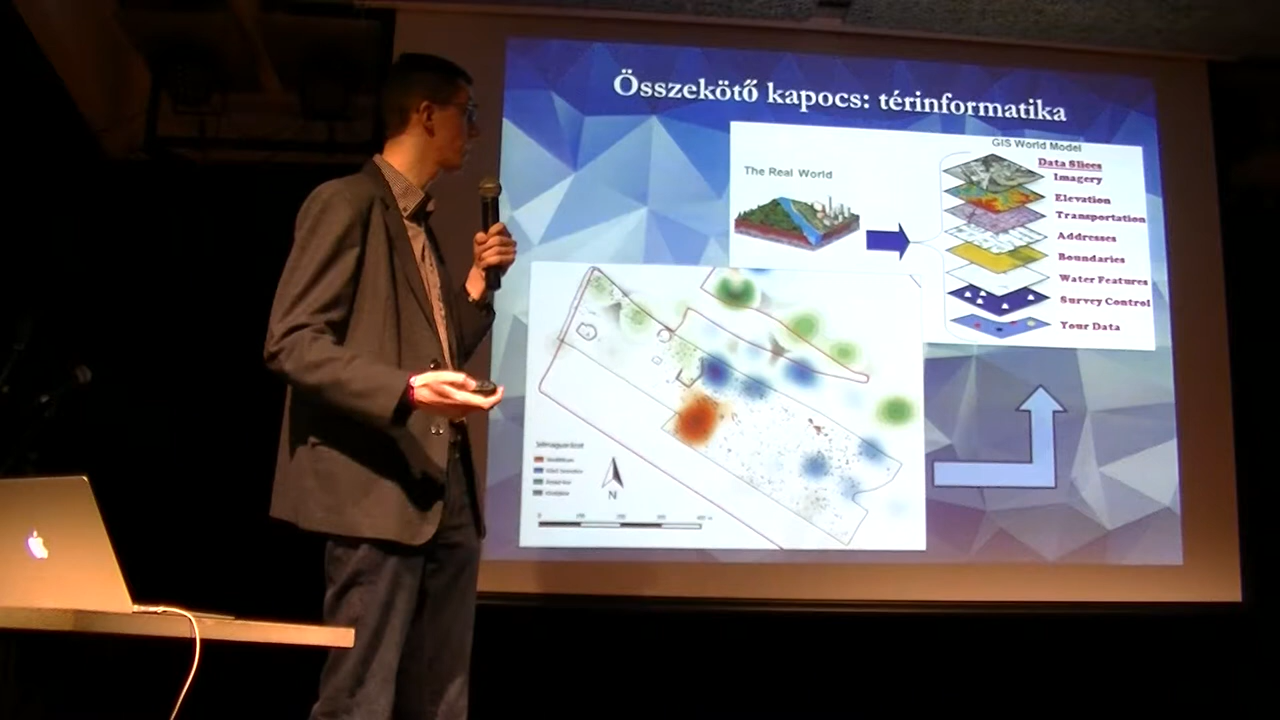 Összekötő kapocs: térinformatika
GIS World Model
The Real World
Data Slices
Imagery
Elevation
Transportation
Addresses
Boundaries
Water Features
Survey Control
Your Data
N